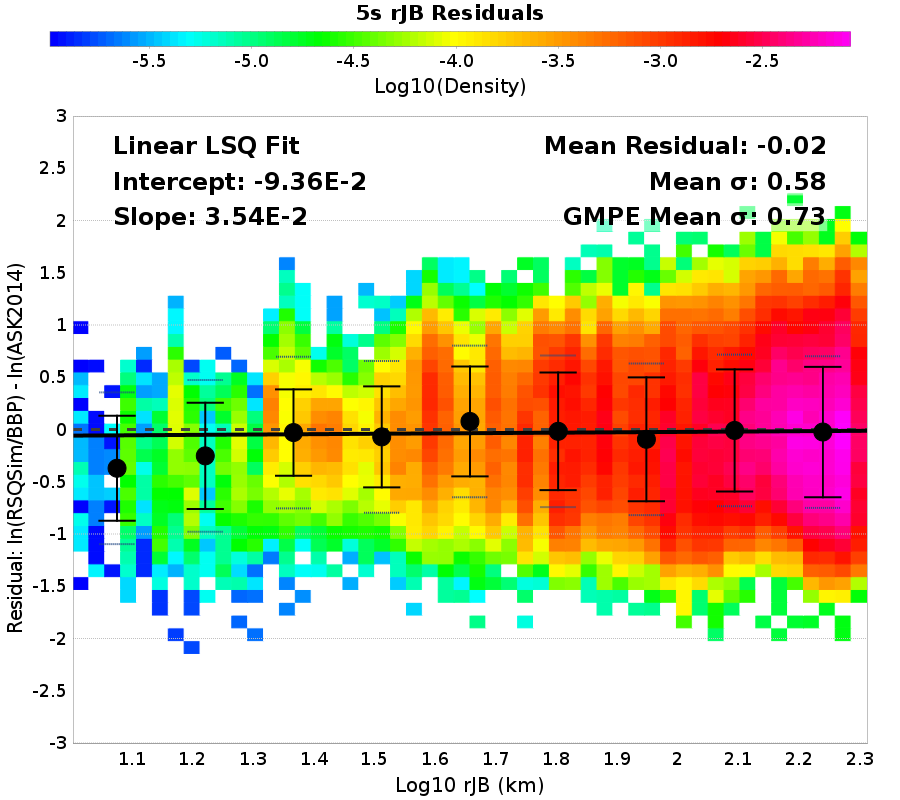 5s rJB Residuals
-5.5 -5.0 -4.5 -4.0 -3.5 -3.0 -2.5
Log10(Density)
Linear LSQ Fit
Intercept: -9.36E-2
Slope: 3.54E-2
Mean Residual: -0.02
Mean σ: 0.58
GMPE Mean σ: 0.73
Residual: ln(RSQSim/BBP) - ln(ASK2014)
3
2.5
2
1.5
1
0.5
0
-0.5
-1
-1.5
-2
-2.5
-3
1.1 1.2 1.3 1.4 1.5 1.6 1.7 1.8 1.9 2 2.1 2.2 2.3
Log10 rJB (km)